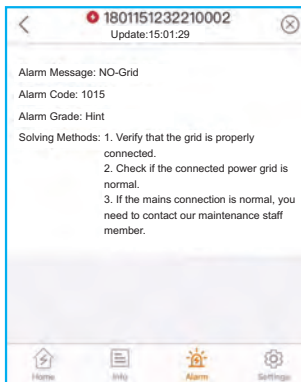 1801151232210002
Update:15:01:29
Alarm Message: NO-Grid
Alarm Code: 1015
Alarm Grade: Hint
Solving Methods: 1. Verify that the grid is properly
connected.
2. Check if the connected power grid is
normal.
3. If the mains connection is normal, you
need to contact our maintenance staff
member.
Home Info Alarm Settings